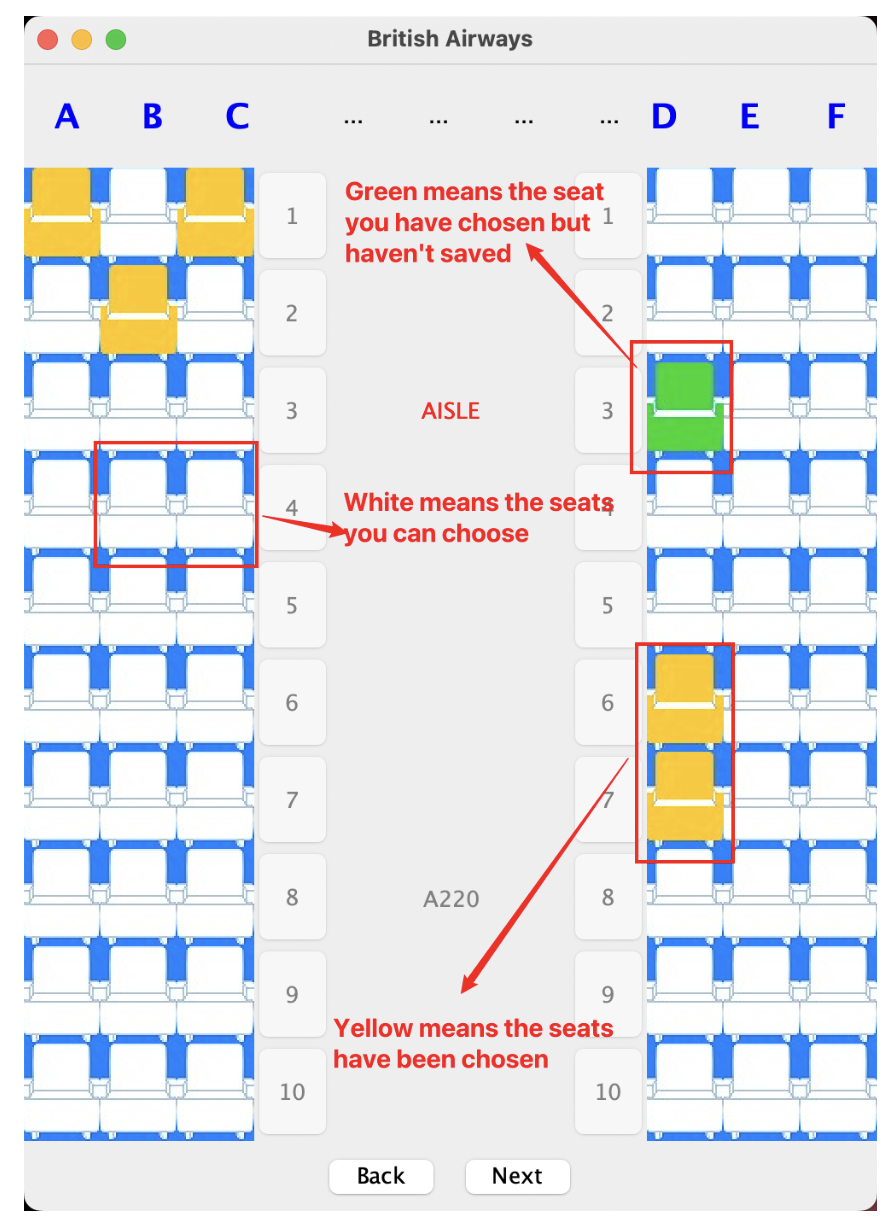 British Airways
A B C ... ... ... ... D E F
Green means the seat
you have chosen but
haven't saved
1 1
2 2
3 AISLE 3
White means the seats
you can choose
4 4
5 5
6 6
7 7
8 A220 8
9 9
Yellow means the seats
have been chosen
10 10
Back Next